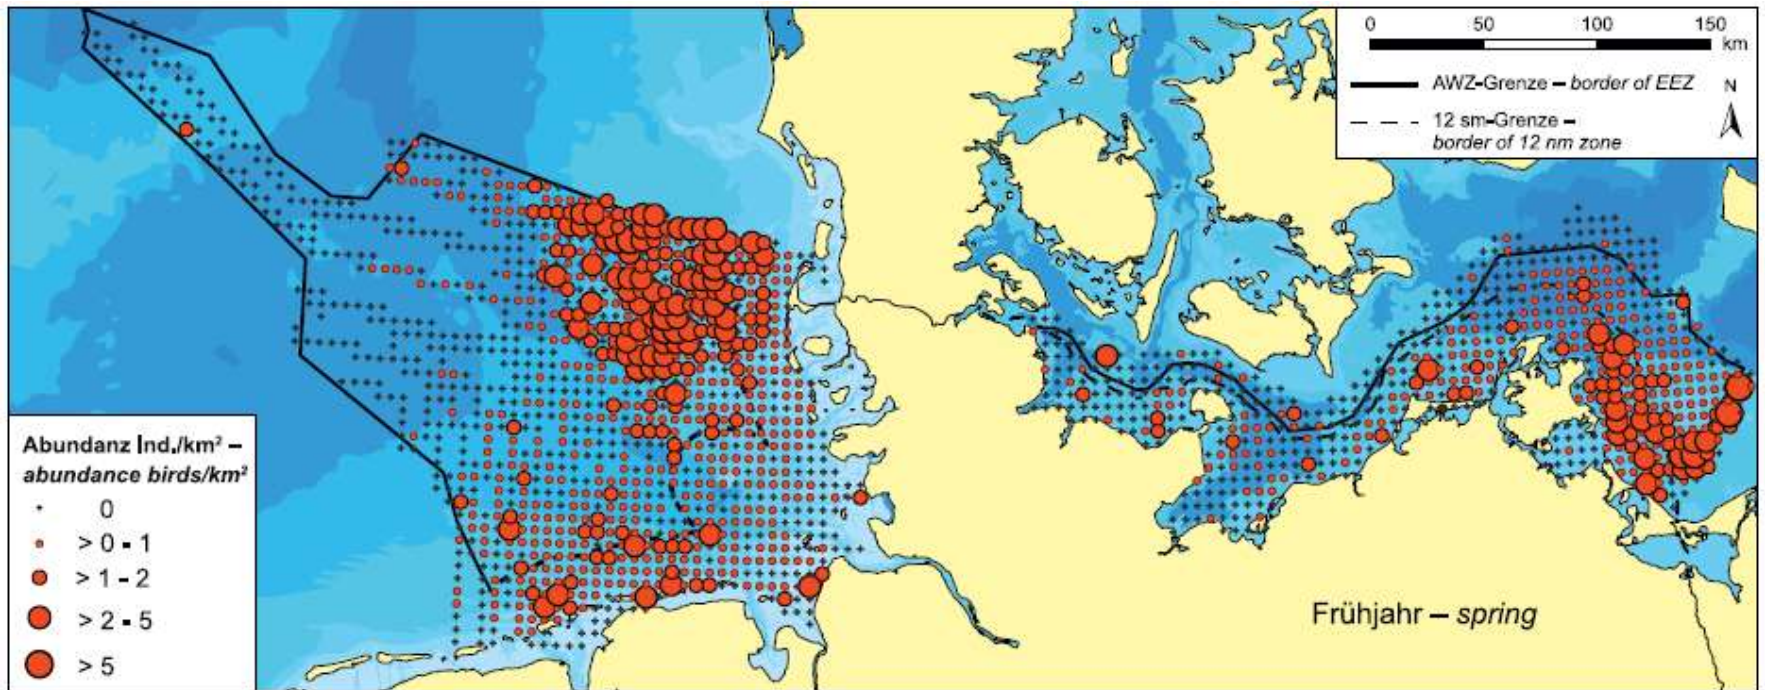 0 50 100 150
km
AWZ-Grenze – border of EEZ
N
12 sm-Grenze –
border of 12 nm zone
Abundanz Ind./km² –
abundance birds/km²
0
> 0 - 1
> 1 - 2
> 2 - 5
> 5
Frühjahr – spring